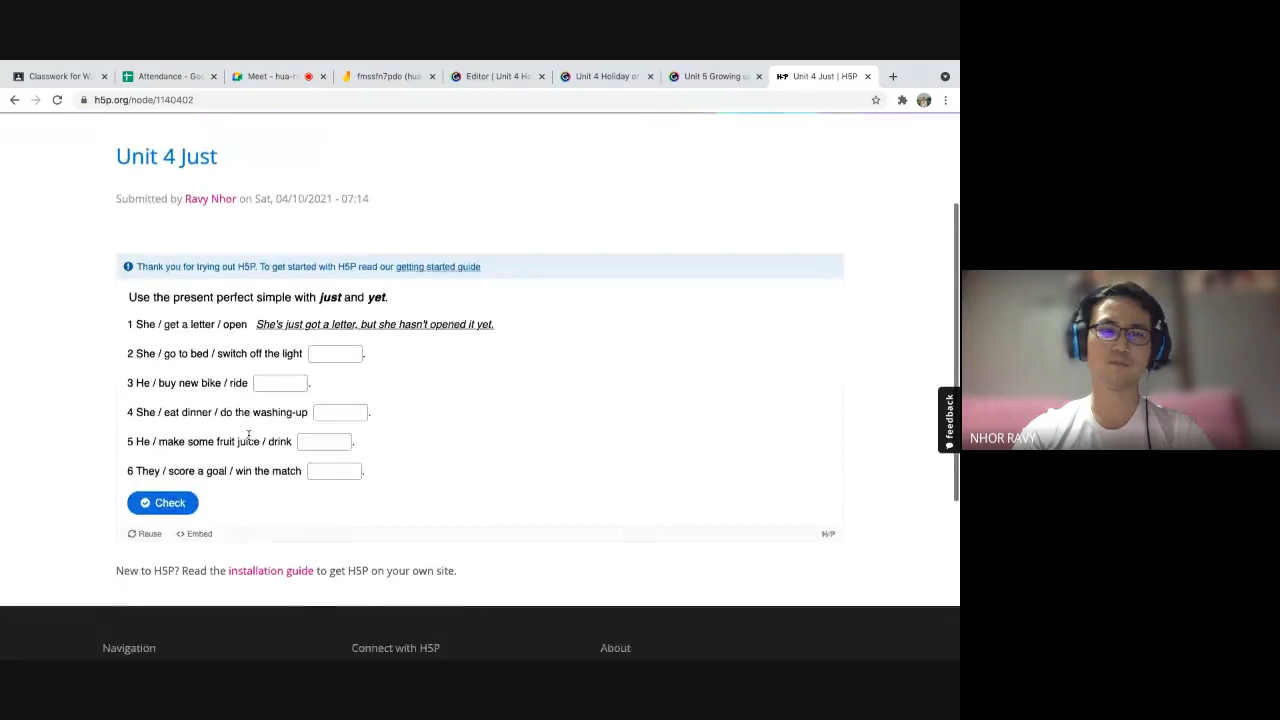 Classwork for W
Attendance - Goo
Meet - hua-r
fmssfn7pdo (hua
Editor | Unit 4 Ho
Unit 4 Holiday or
Unit 5 Growing u
H5P Unit 4 Just | H5P
h5p.org/node/1140402
Unit 4 Just
Submitted by Ravy Nhor on Sat, 04/10/2021 - 07:14
Thank you for trying out H5P. To get started with H5P read our getting started guide
Use the present perfect simple with just and yet.
1 She / get a letter / open She's just got a letter, but she hasn't opened it yet.
2 She / go to bed / switch off the light .
3 He / buy new bike / ride .
4 She / eat dinner / do the washing-up .
5 He / make some fruit juice / drink .
6 They / score a goal / win the match .
Check
Reuse
Embed
H5P
New to H5P? Read the installation guide to get H5P on your own site.
feedback
NHOR RAVY
Navigation
Connect with H5P
About